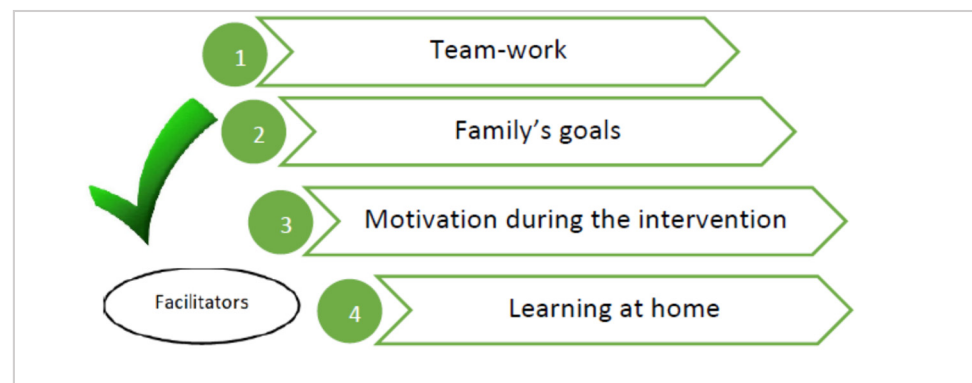 1 Team-work
2 Family’s goals
3 Motivation during the intervention
Facilitators
4 Learning at home